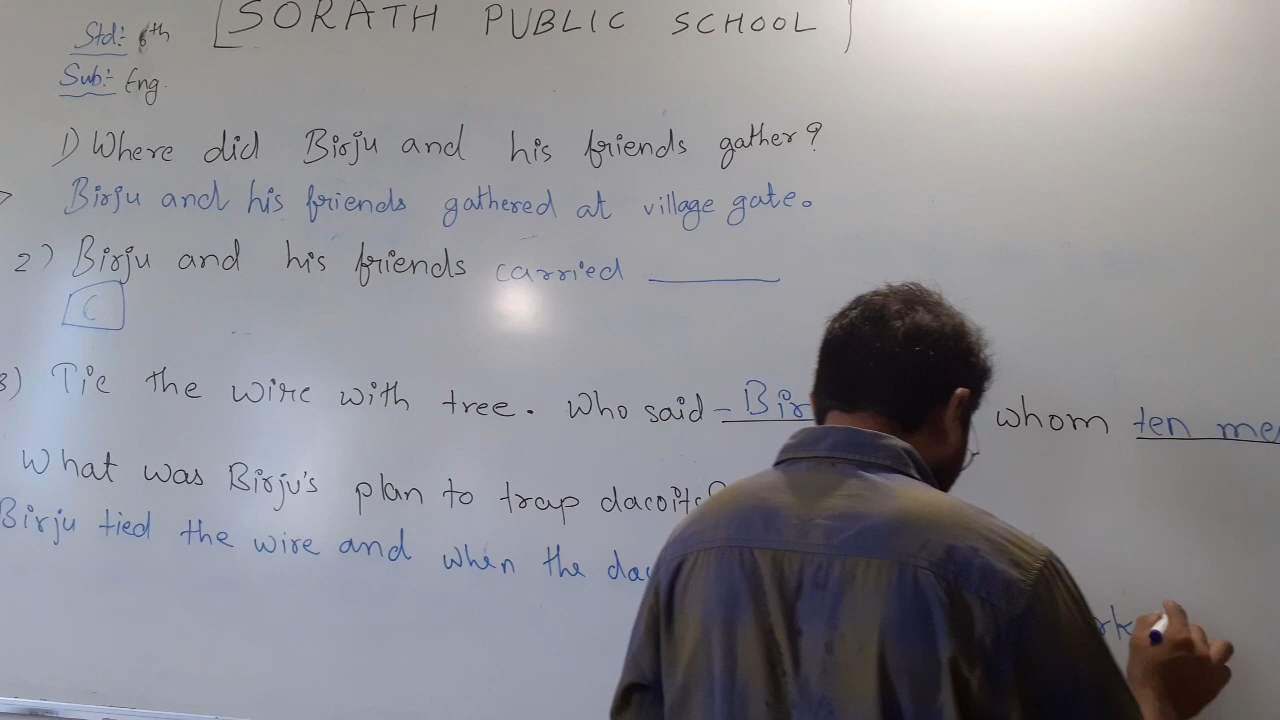 [SORATH PUBLIC SCHOOL]
Std:- 6th
Sub:- Eng.
1) Where did Birju and his friends gather?
Birju and his friends gathered at village gate.
2) Birju and his friends carried ______
C
3) Tie the wire with tree. Who said - Bir whom ten me
What was Birju's plan to trap dacoits?
Birju tied the wire and when the